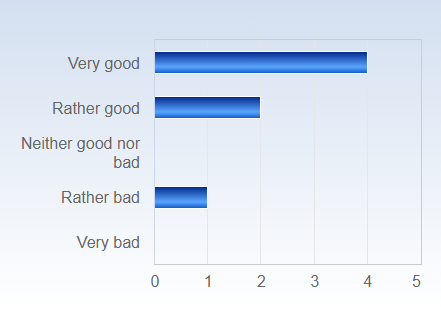 Very good
Rather good
Neither good nor
bad
Rather bad
Very bad
0 1 2 3 4 5